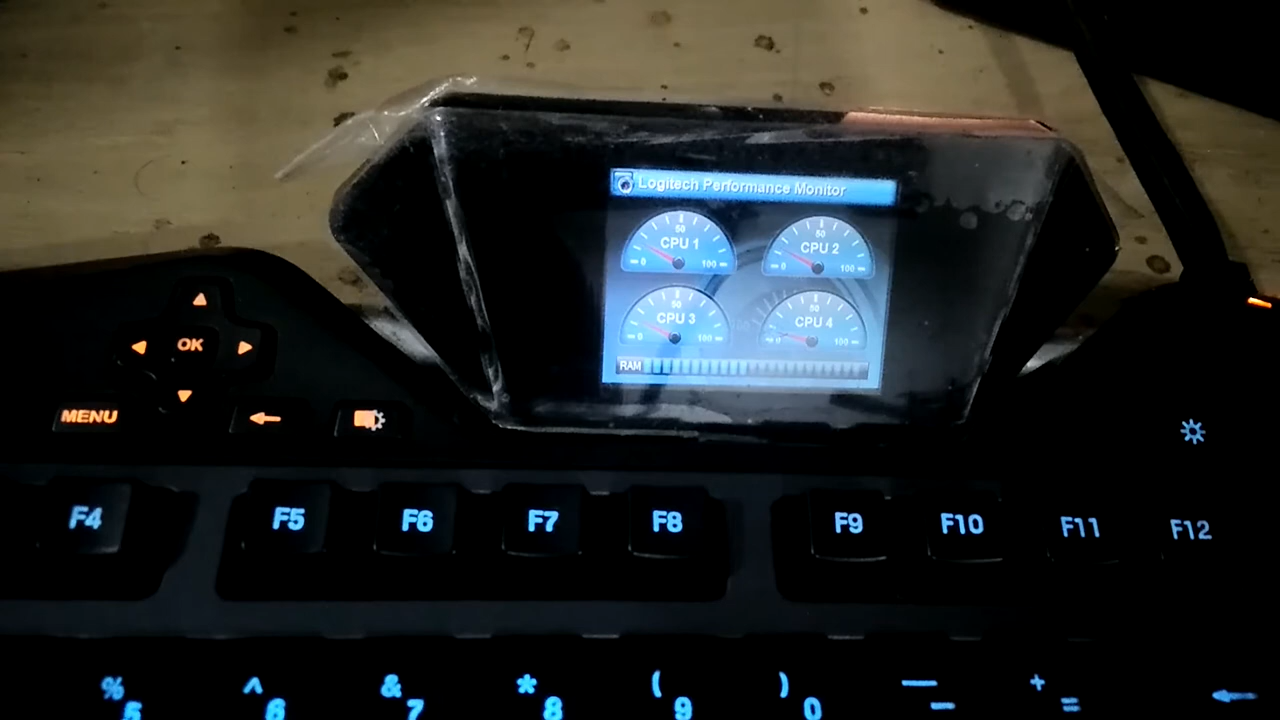 Logitech Performance Monitor
50
CPU 1
0 100
50
CPU 2
0 100
50
CPU 3
0 100
50
CPU 4
0 100
RAM
OK
MENU
F4 F5 F6 F7 F8 F9 F10 F11 F12
% ^ & * ( ) — +
5 6 7 8 9 0 - =